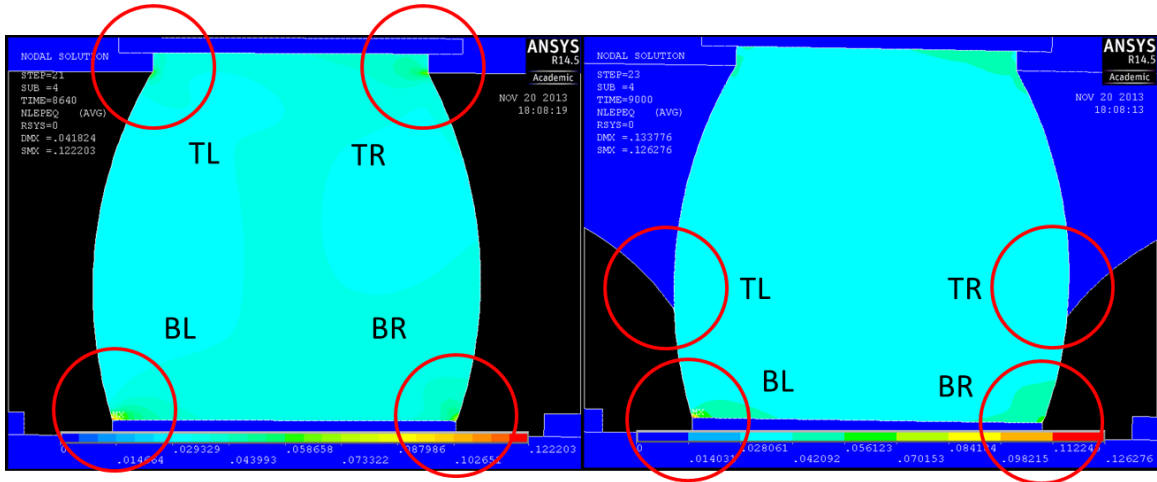 NODAL SOLUTION
STEP=21
SUB =4
TIME=8640
NLEPEQ (AVG)
RSYS=0
DMX =.041824
SMX =.122203
ANSYS
R14.5
Academic
NOV 20 2013
18:08:19
TL
TR
BL
BR
MX
0
.014664
.029329
.043993
.058658
.073322
.087986
.102651
.122203
NODAL SOLUTION
STEP=23
SUB =4
TIME=9000
NLEPEQ (AVG)
RSYS=0
DMX =.133776
SMX =.126276
ANSYS
R14.5
Academic
NOV 20 2013
18:08:13
TL
TR
BL
BR
0
.014031
.028061
.042092
.056123
.070153
.084184
.098215
.112245
.126276